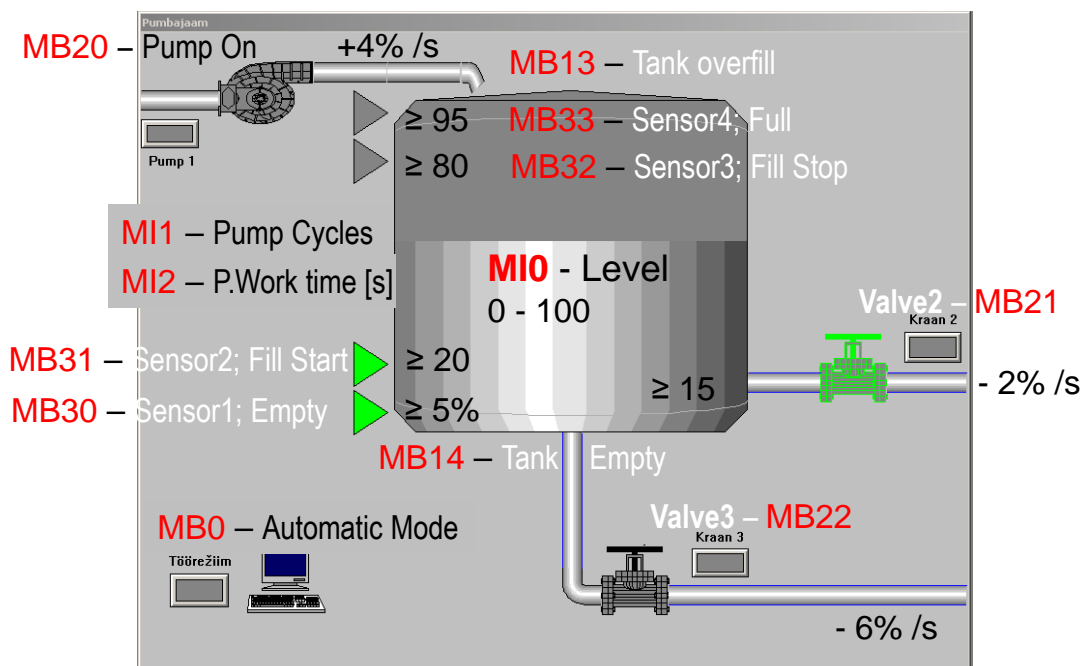 Pumbajaam
MB20 – Pump On
+4% /s
MB13 – Tank overfill
≥ 95
MB33 – Sensor4; Full
Pump 1
≥ 80
MB32 – Sensor3; Fill Stop
MI1 – Pump Cycles
MI2 – P.Work time [s]
MI0 - Level
0 - 100
Valve2 – MB21
Kraan 2
MB31 – Sensor2; Fill Start
≥ 20
≥ 15
- 2% /s
MB30 – Sensor1; Empty
≥ 5%
MB14 – Tank Empty
MB0 – Automatic Mode
Valve3 – MB22
Kraan 3
Töörežiim
- 6% /s